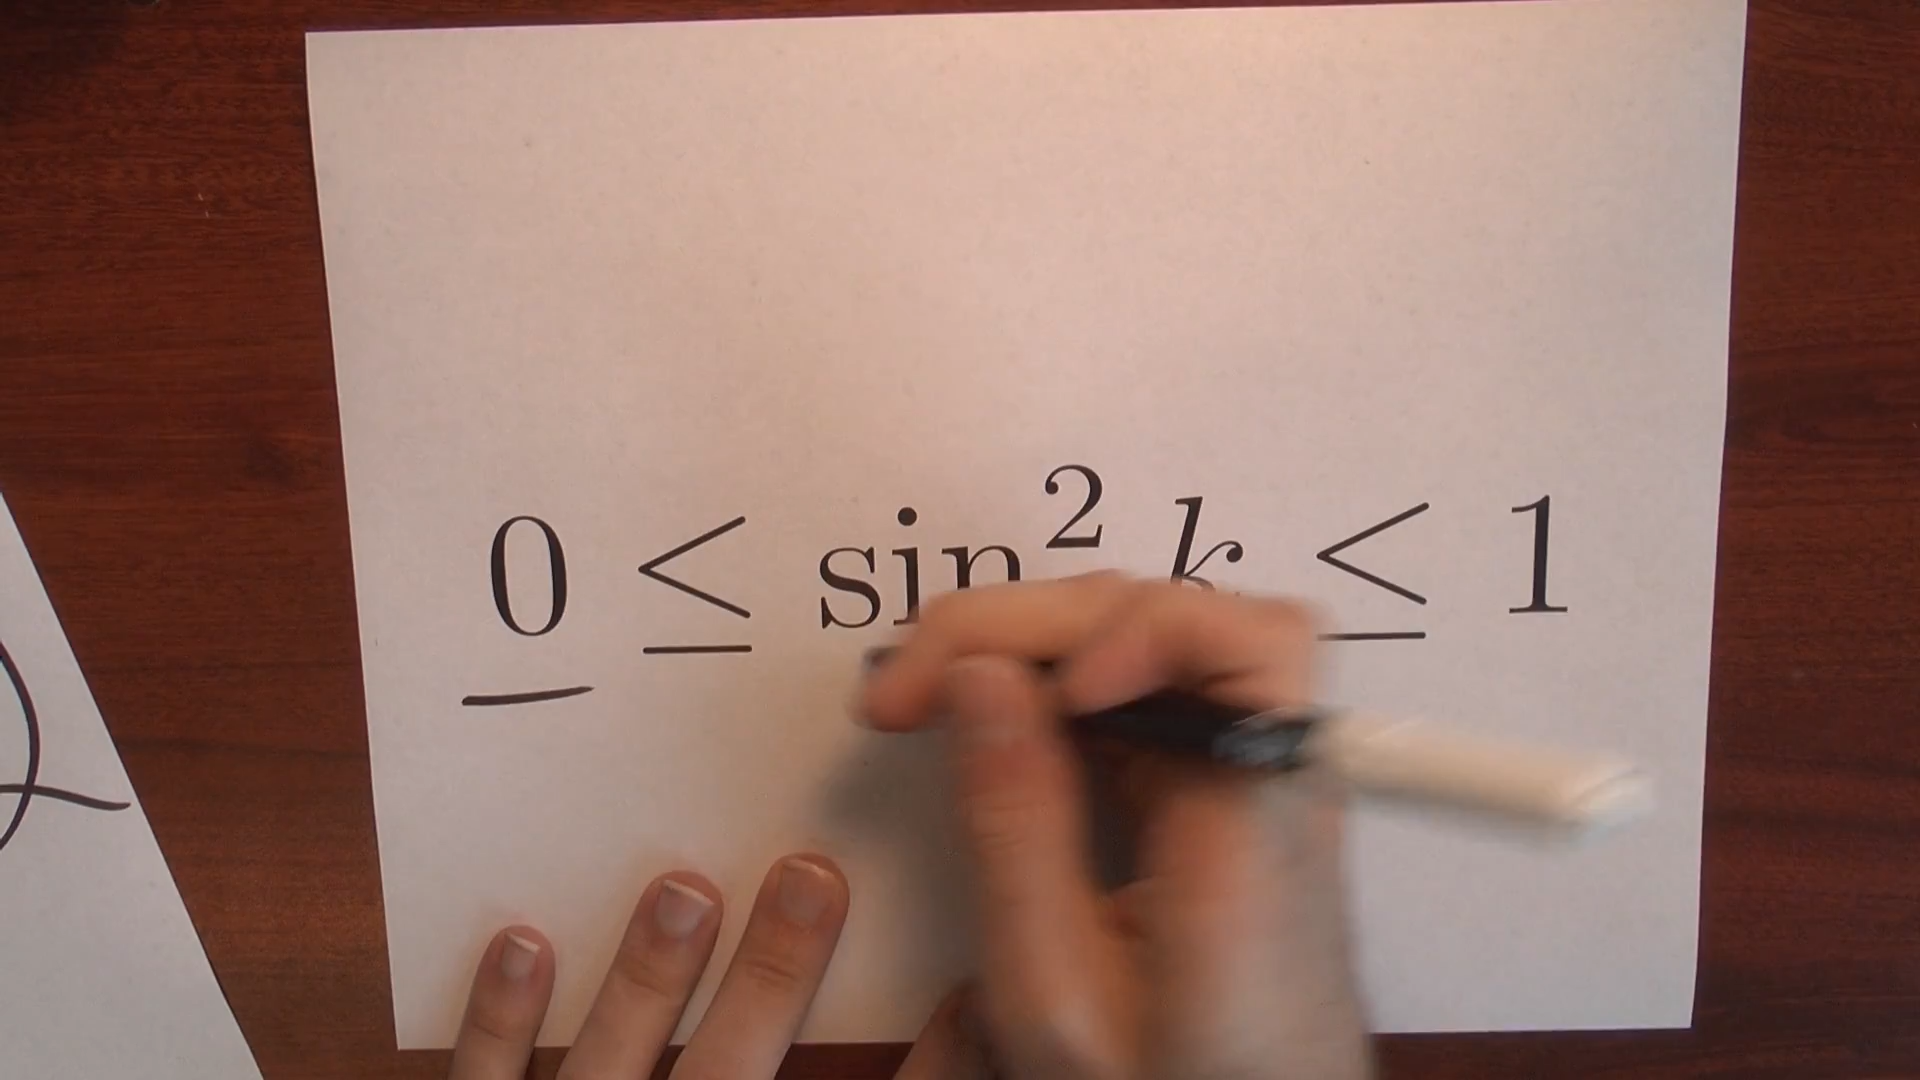 0 ≤ sin² k ≤ 1